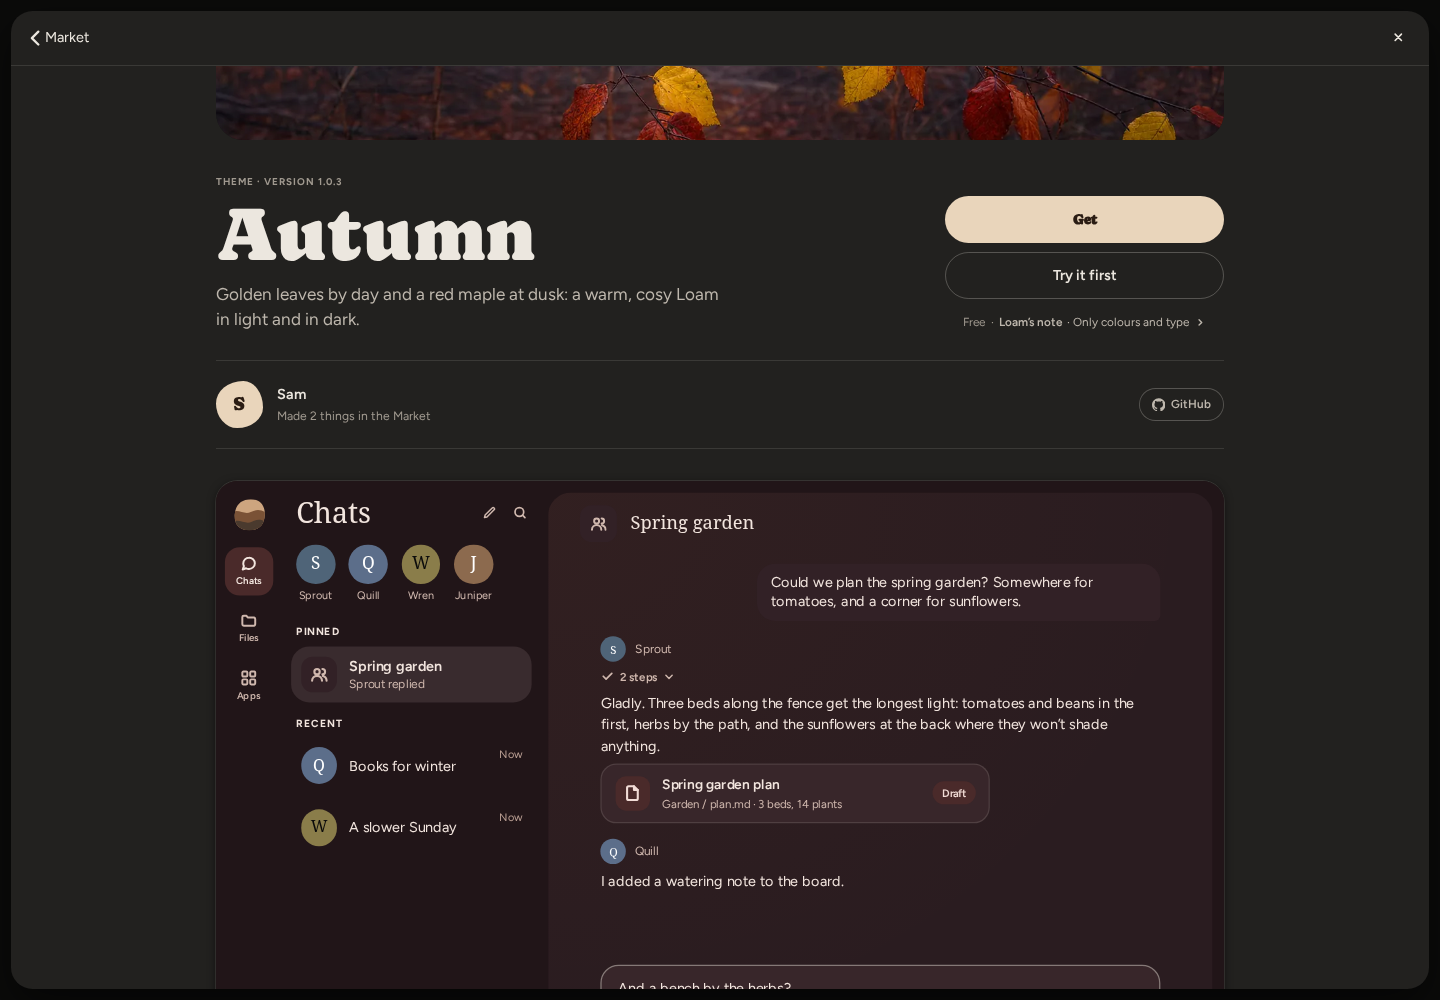 Market
THEME · VERSION 1.0.3
Autumn
Golden leaves by day and a red maple at dusk: a warm, cosy Loam
in light and in dark.
Get
Try it first
Free · Loam's note · Only colours and type
S
Sam
Made 2 things in the Market
GitHub
Chats
Files
Apps
Chats
S
Q
W
J
Sprout
Quill
Wren
Juniper
PINNED
Spring garden
Sprout replied
RECENT
Q
Books for winter
Now
W
A slower Sunday
Now
Spring garden
Could we plan the spring garden? Somewhere for
tomatoes, and a corner for sunflowers.
S
Sprout
2 steps
Gladly. Three beds along the fence get the longest light: tomatoes and beans in the
first, herbs by the path, and the sunflowers at the back where they won't shade
anything.
Spring garden plan
Garden / plan.md · 3 beds, 14 plants
Draft
Q
Quill
I added a watering note to the board.
And a bench by the herbs?